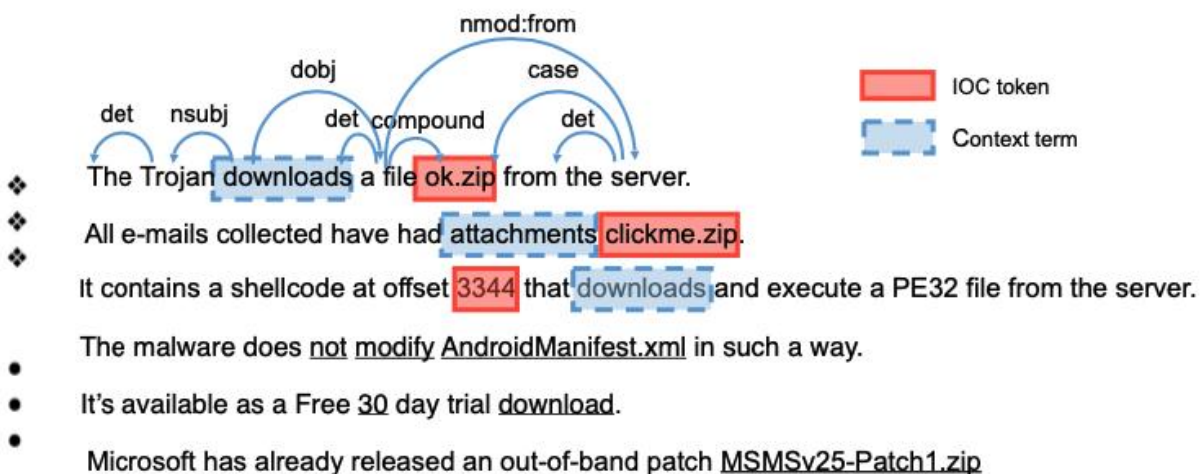 nmod:from
dobj case
det nsubj det compound det
IOC token
Context term
The Trojan downloads a file ok.zip from the server.
All e-mails collected have had attachments clickme.zip.
It contains a shellcode at offset 3344 that downloads and execute a PE32 file from the server.
The malware does not modify AndroidManifest.xml in such a way.
It's available as a Free 30 day trial download.
Microsoft has already released an out-of-band patch MSMSv25-Patch1.zip